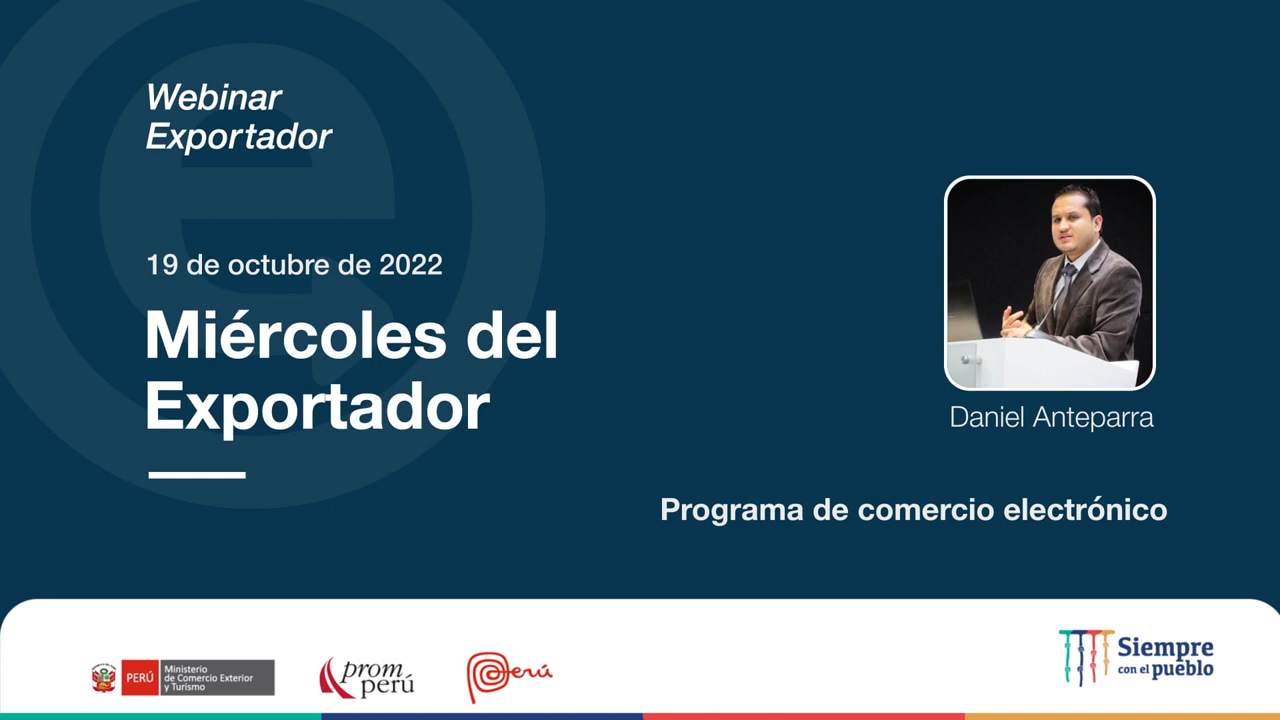 Webinar
Exportador
19 de octubre de 2022
Miércoles del
Exportador
Daniel Anteparra
Programa de comercio electrónico
PERÚ
Ministerio
de Comercio Exterior
y Turismo
prom
perú
Perú
Siempre
con el pueblo